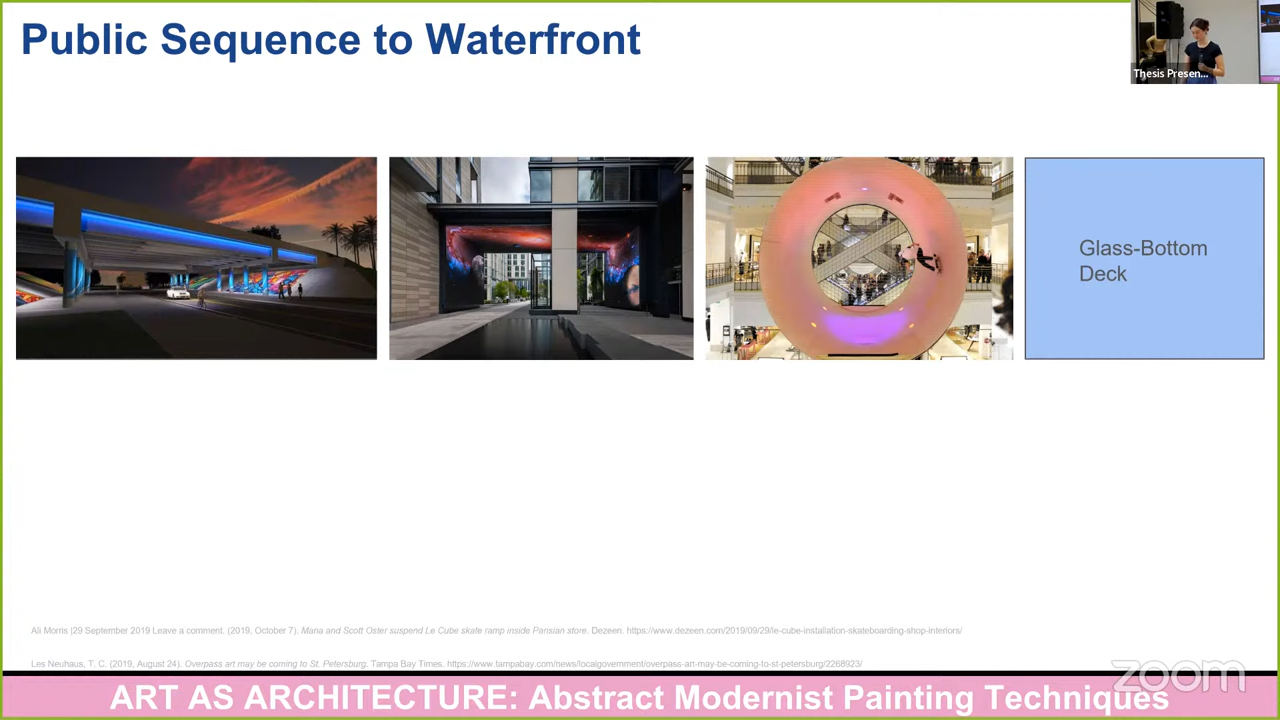 Public Sequence to Waterfront
Thesis Presen...
Glass-Bottom
Deck
Ali Morris |29 September 2019 Leave a comment. (2019, October 7). Maria and Scott Oster suspend Le Cube skate ramp inside Parisian store. Dezeen. https://www.dezeen.com/2019/09/29/le-cube-installation-skateboarding-shop-interiors/
Les Neuhaus, T. C. (2019, August 24). Overpass art may be coming to St. Petersburg. Tampa Bay Times. https://www.tampabay.com/news/localgovernment/overpass-art-may-be-coming-to-st-petersburg/2268923/
zoom
ART AS ARCHITECTURE: Abstract Modernist Painting Techniques